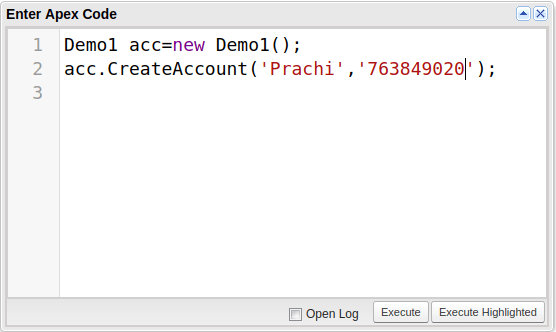 Enter Apex Code
1 Demo1 acc=new Demo1();
2 acc.CreateAccount('Prachi','763849020');
3
Open Log Execute Execute Highlighted